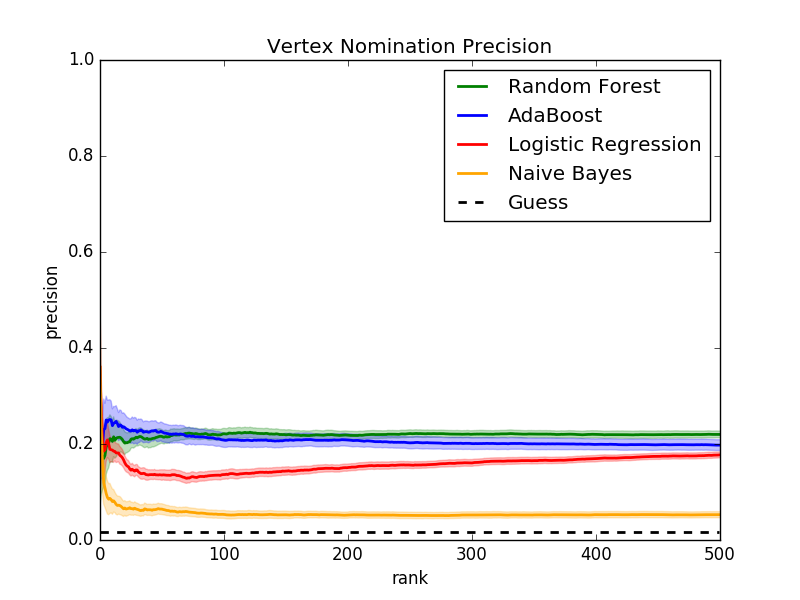 Vertex Nomination Precision
1.0
0.8
0.6
0.4
0.2
0.0
precision
Random Forest
AdaBoost
Logistic Regression
Naive Bayes
Guess
0
100
200
300
400
500
rank